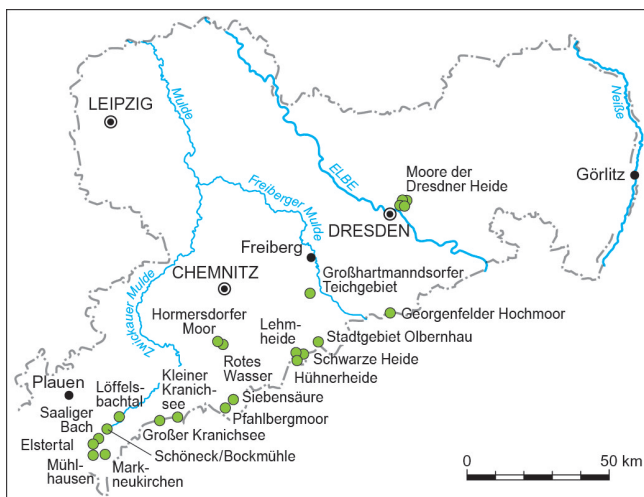 LEIPZIG
Mulde
Neiße
Moore der
Dresdner Heide
Görlitz
ELBE
Freiberger Mulde
DRESDEN
Freiberg
Großhartmanndsorfer
Teichgebiet
CHEMNITZ
Georgenfelder Hochmoor
Hormersdorfer
Moor
Lehm-
heide
Stadtgebiet Olbernhau
Zwickauer Mulde
Rotes
Wasser
Schwarze Heide
Hühnerheide
Plauen
Löffels-
bachtal
Kleiner
Kranich-
see
Siebensäure
Pfahlbergmoor
Saaliger
Bach
Großer Kranichsee
Elstertal
Schöneck/Bockmühle
Mühl-
hausen
Mark-
neukirchen
0 50 km